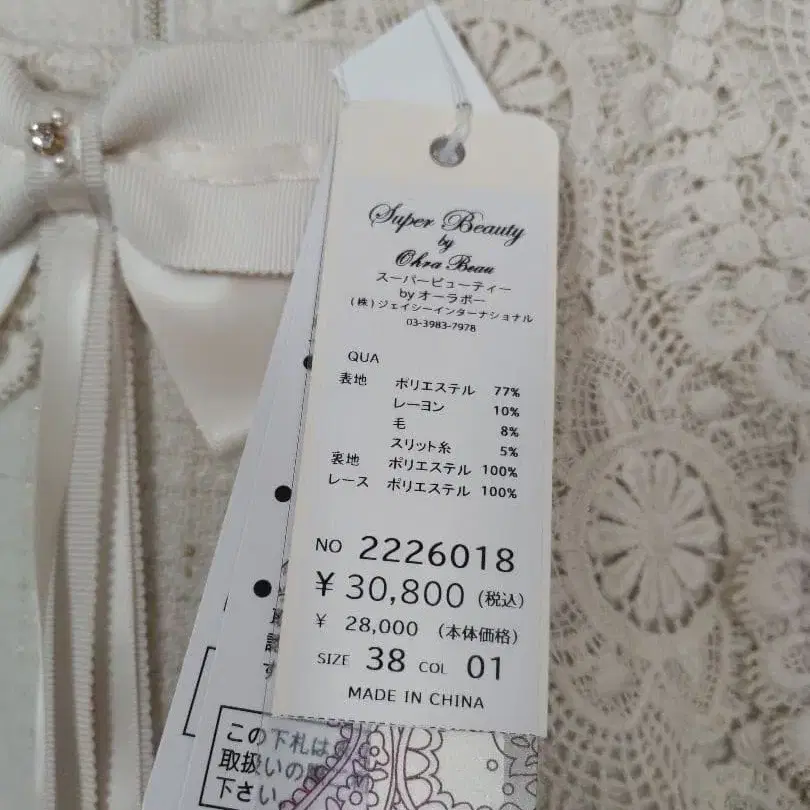 Super Beauty
by
Ohra Beau
スーパービューティー
by オーラボー
(株)ジェイシーインターナショナル
03-3983-7978
QUA
表地 ポリエステル 77%
レーヨン 10%
毛 8%
スリット糸 5%
裏地 ポリエステル 100%
レース ポリエステル 100%
NO 2226018
¥ 30,800 (税込)
¥ 28,000 (本体価格)
SIZE 38 COL 01
MADE IN CHINA
この下札は
取扱いの
下さい